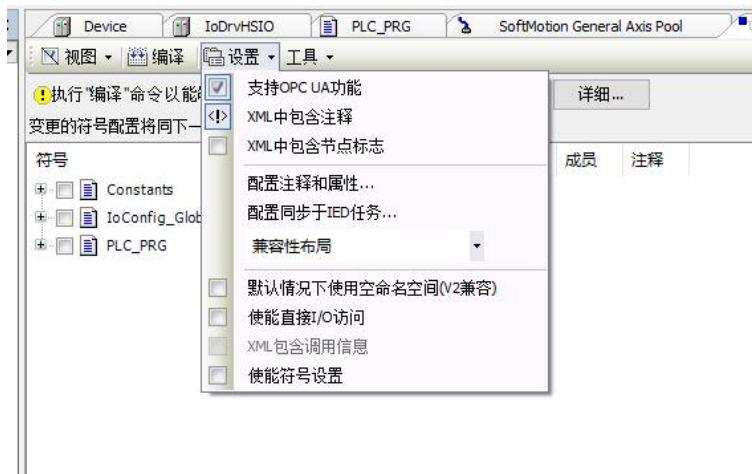 Device IoDrvHSIO PLC_PRG SoftMotion General Axis Pool
视图 编译 设置 工具
执行"编译"命令以能 详细...
变更的符号配置将同下一
符号 成员 注释
Constants
IoConfig_Glob
PLC_PRG
支持OPC UA功能
XML中包含注释
XML中包含节点标志
配置注释和属性...
配置同步于IED任务...
兼容性布局
默认情况下使用空命名空间(V2兼容)
使能直接I/O访问
XML包含调用信息
使能符号设置